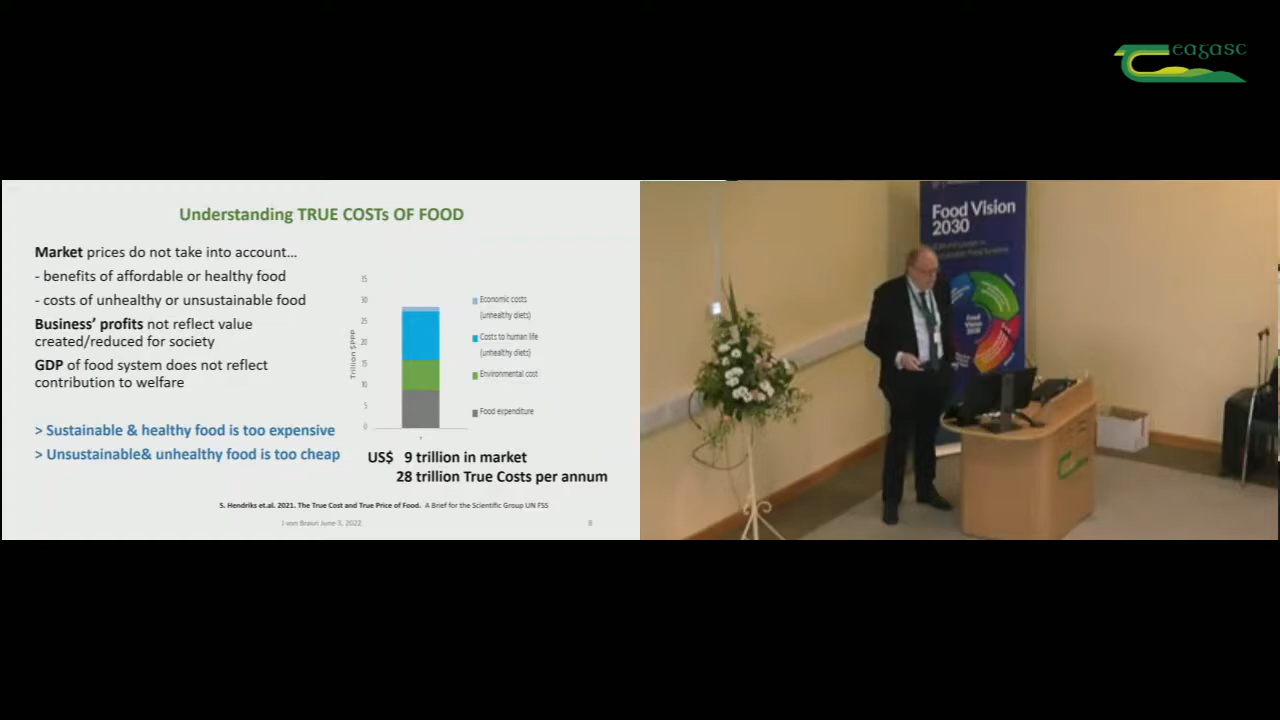 eagasc
Understanding TRUE COSTs OF FOOD
Market prices do not take into account...
- benefits of affordable or healthy food
- costs of unhealthy or unsustainable food
Business' profits not reflect value
created/reduced for society
GDP of food system does not reflect
contribution to welfare
> Sustainable & healthy food is too expensive
> Unsustainable& unhealthy food is too cheap
Trillion $PPP
35
30
25
20
15
10
5
0
Economic costs
(unhealthy diets)
Costs to human life
(unhealthy diets)
Environmental cost
Food expenditure
US$ 9 trillion in market
28 trillion True Costs per annum
S. Hendriks et.al. 2021. The True Cost and True Price of Food. A Brief for the Scientific Group UN FSS
J von Braun June 3, 2022
8
Food Vision
2030
Food
Vision
2030